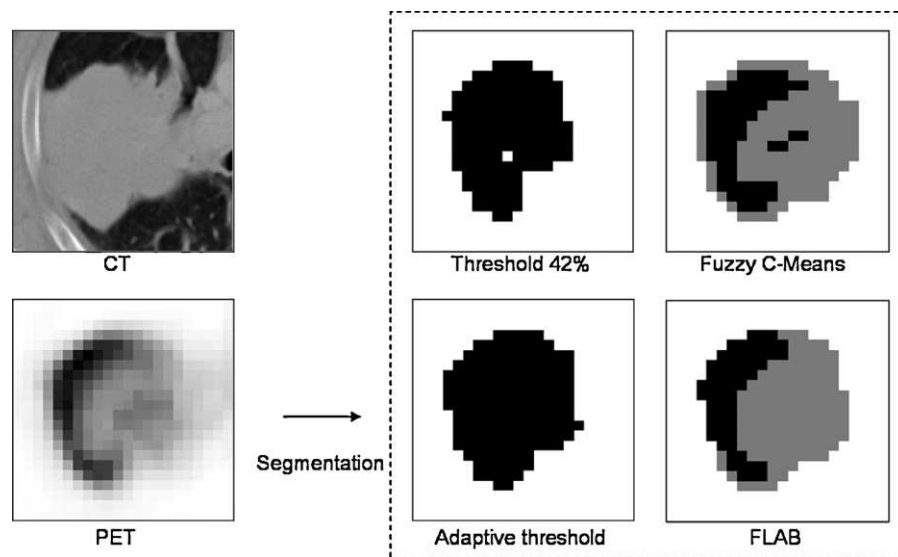 CT
Threshold 42%
Fuzzy C-Means
Segmentation
PET
Adaptive threshold
FLAB